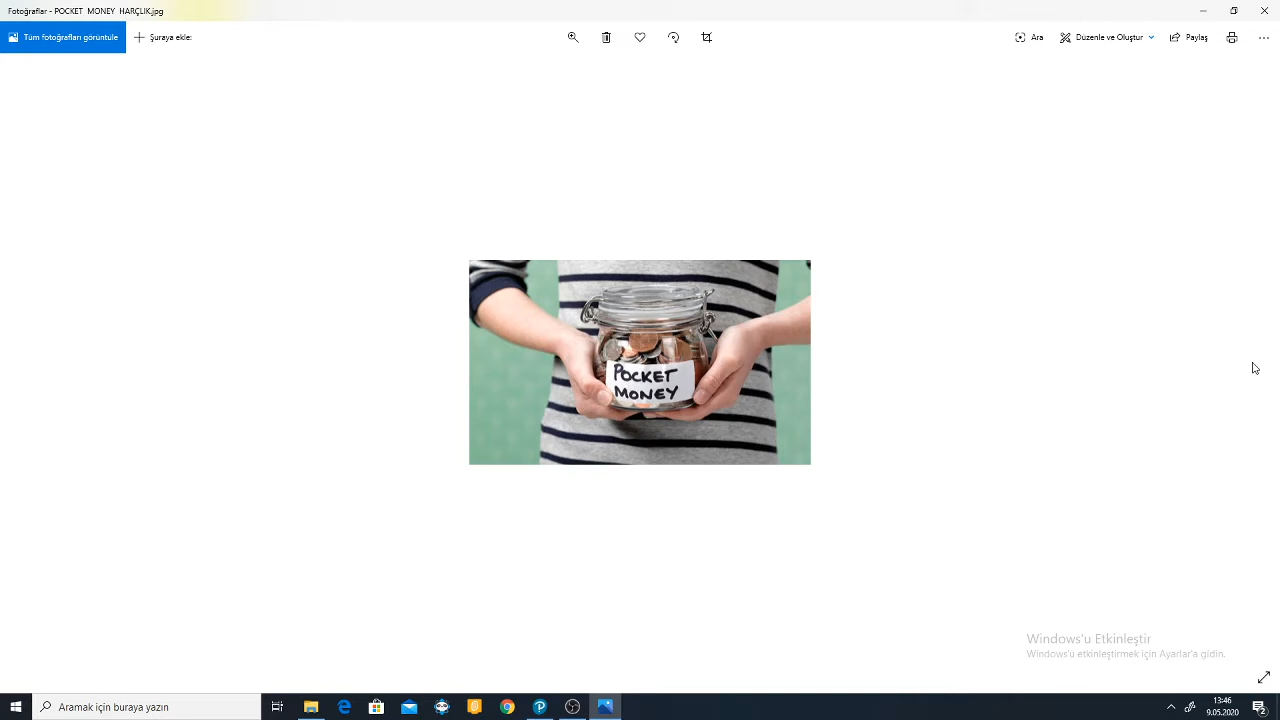 Fotoğraflar - POCKET MONEY HARÇLIK.jpg
Tüm fotoğrafları görüntüle
Şuraya ekle:
Ara
Düzenle ve Oluştur
Paylaş
POCKET
MONEY
Windows'u Etkinleştir
Windows'u etkinleştirmek için Ayarlar'a gidin.
Aramak için buraya yazın
13:46
9.05.2020
2